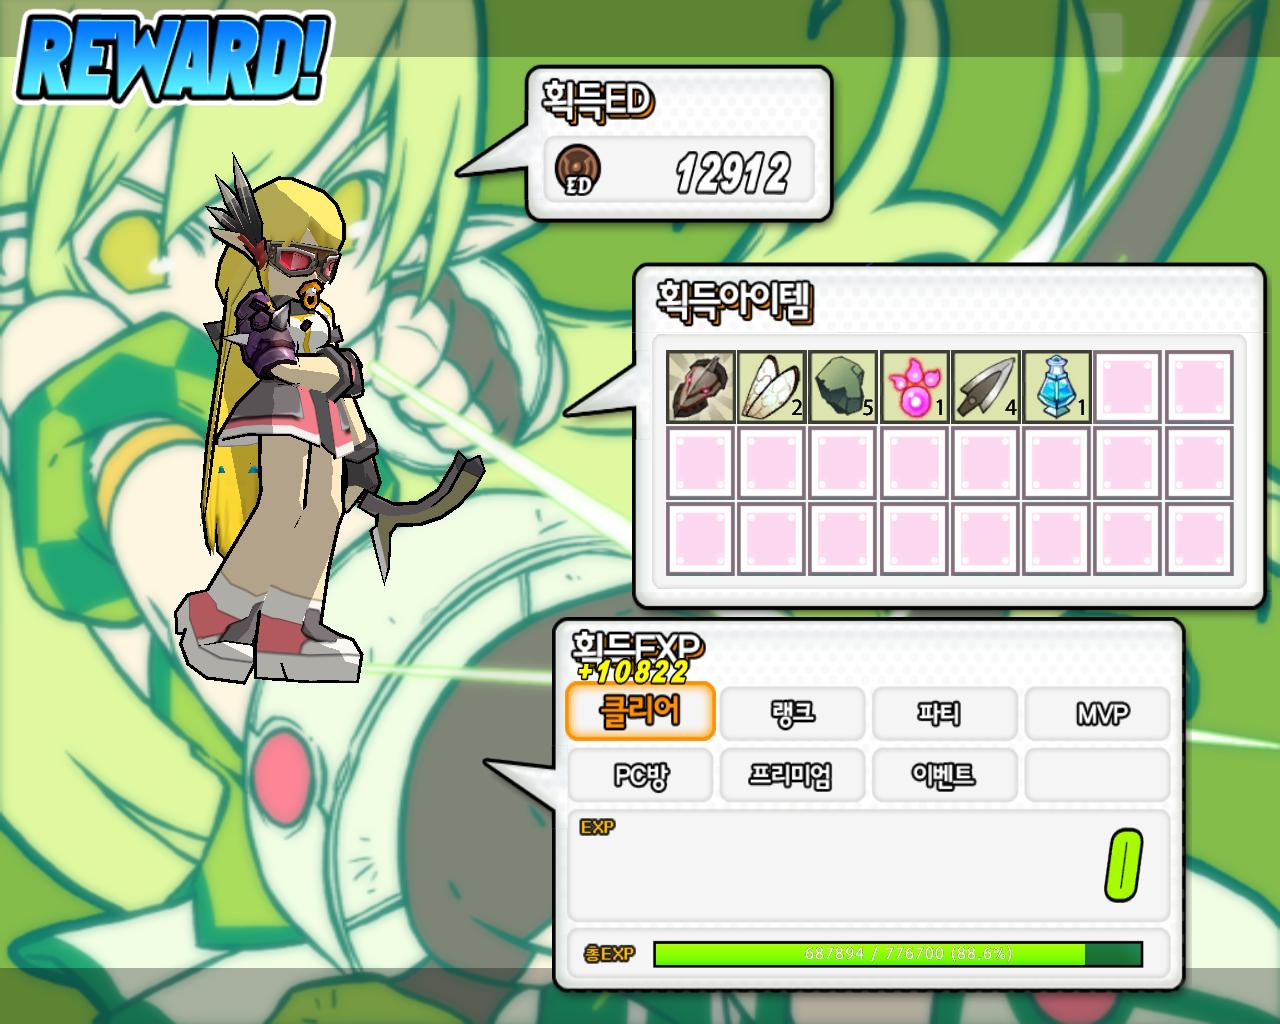 REWARD!
획득ED
ED 12912
획득아이템
2 5 1 4 1
획득EXP
+10822
클리어 랭크 파티 MVP
PC방 프리미엄 이벤트
EXP
0
총EXP 687894 / 776700 (88.6%)